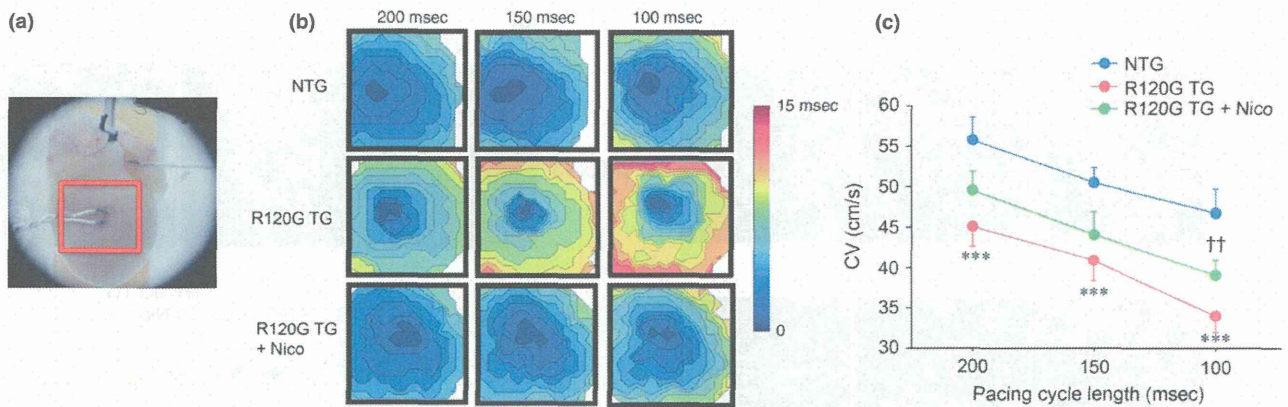 (a)
(b)
200 msec
150 msec
100 msec
NTG
R120G TG
R120G TG
+ Nico
15 msec
0
(c)
NTG
R120G TG
R120G TG + Nico
60
55
50
45
40
35
30
CV (cm/s)
***
***
††
***
200
150
100
Pacing cycle length (msec)